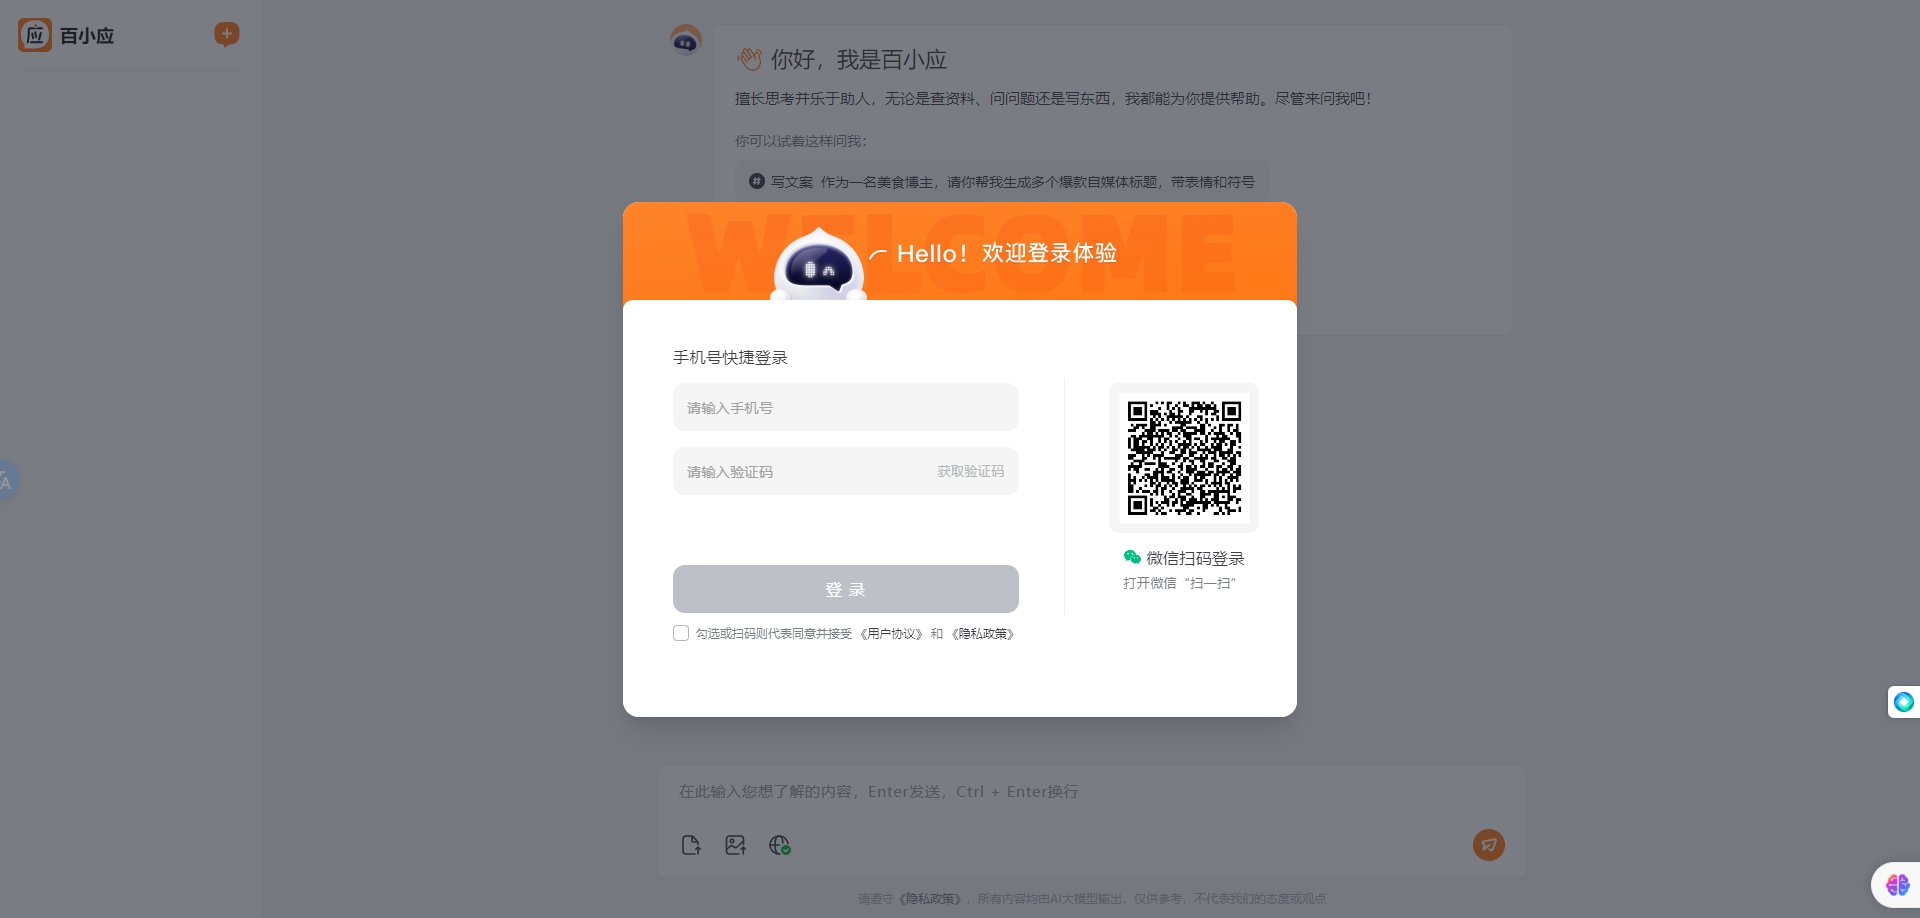 应 百小应
你好，我是百小应
擅长思考并乐于助人，无论是查资料、问问题还是写东西，我都能为你提供帮助。尽管来问我吧！
你可以试着这样问我：
# 写文案 作为一名美食博主，请你帮我生成多个爆款自媒体标题，带表情和符号
WELCOME
Hello！欢迎登录体验
手机号快捷登录
请输入手机号
请输入验证码 获取验证码
登 录
勾选或扫码则代表同意并接受《用户协议》和《隐私政策》
微信扫码登录
打开微信“扫一扫”
在此输入您想了解的内容，Enter发送，Ctrl + Enter换行
请遵守《隐私政策》，所有内容均由AI大模型输出，仅供参考，不代表我们的态度或观点